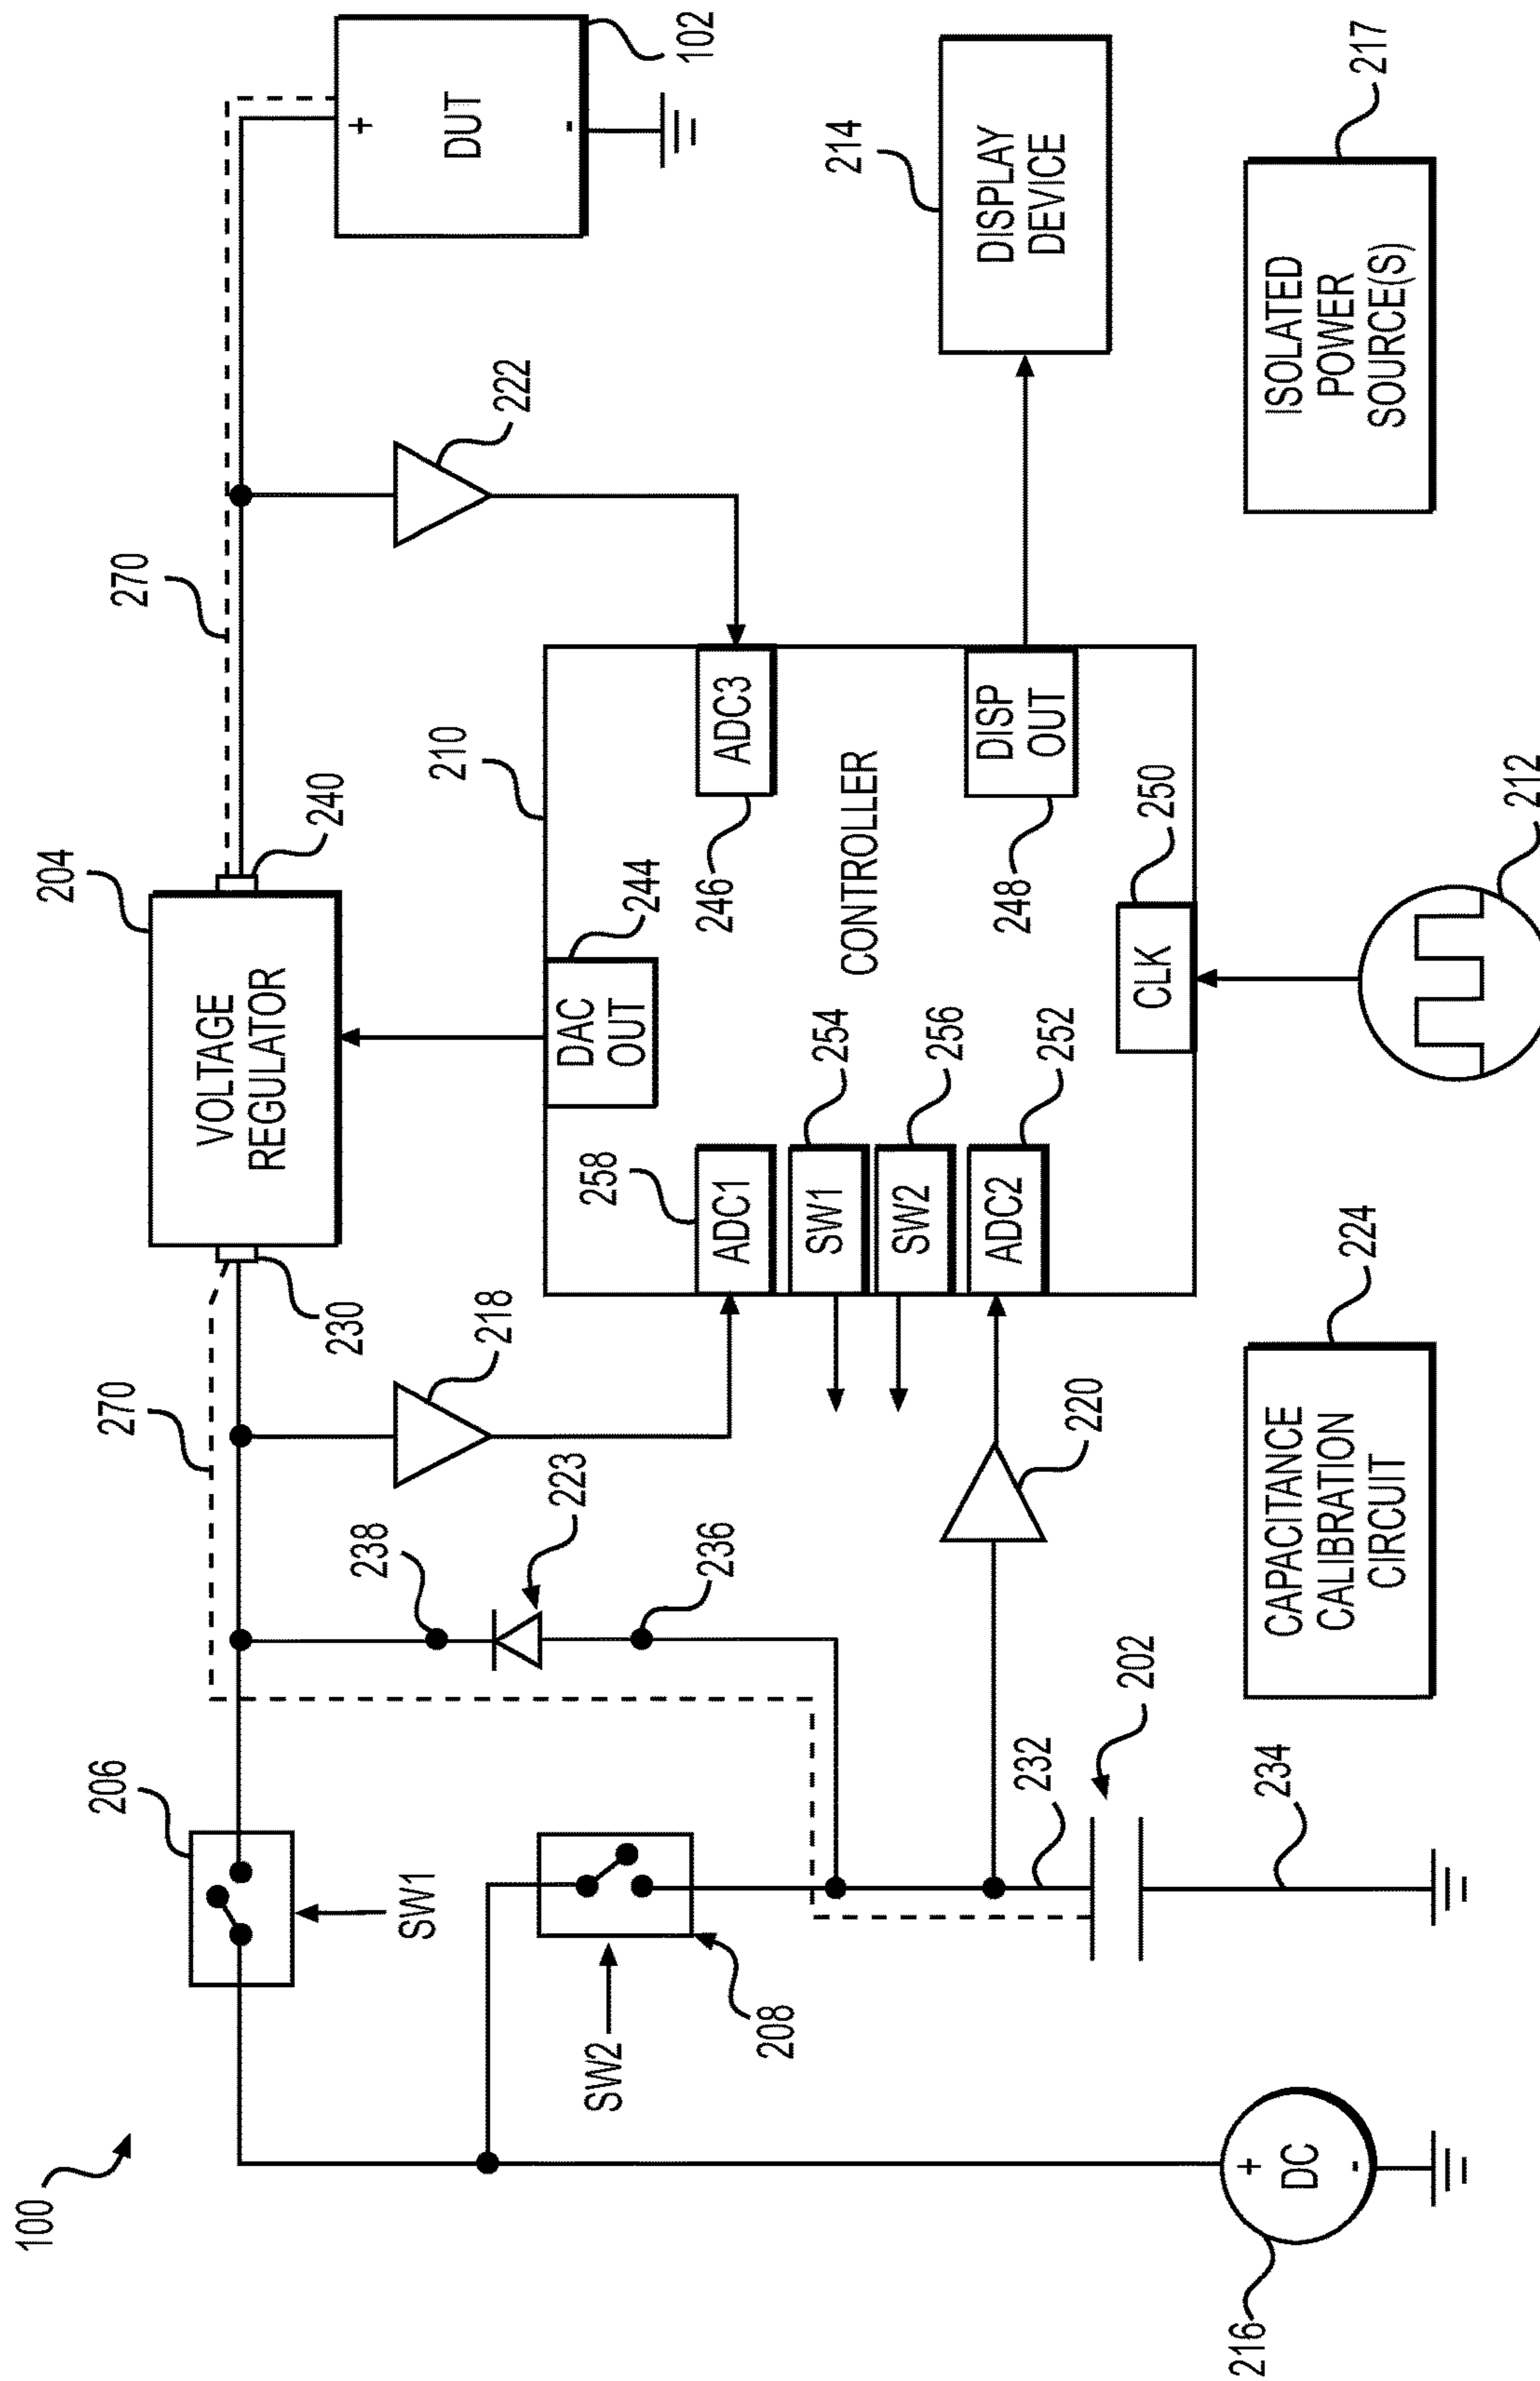 100
270
204
270
240
230
VOLTAGE
REGULATOR
206
SW1
238
223
236
218
222
+
DUT
-
102
210
DAC
OUT
244
258
ADC1
SW1
254
SW2
256
ADC2
252
ADC3
246
CONTROLLER
DISP
OUT
248
CLK
250
214
DISPLAY
DEVICE
SW2
208
220
232
202
234
216
+
DC
-
CAPACITANCE
CALIBRATION
CIRCUIT
224
212
ISOLATED
POWER
SOURCE(S)
217